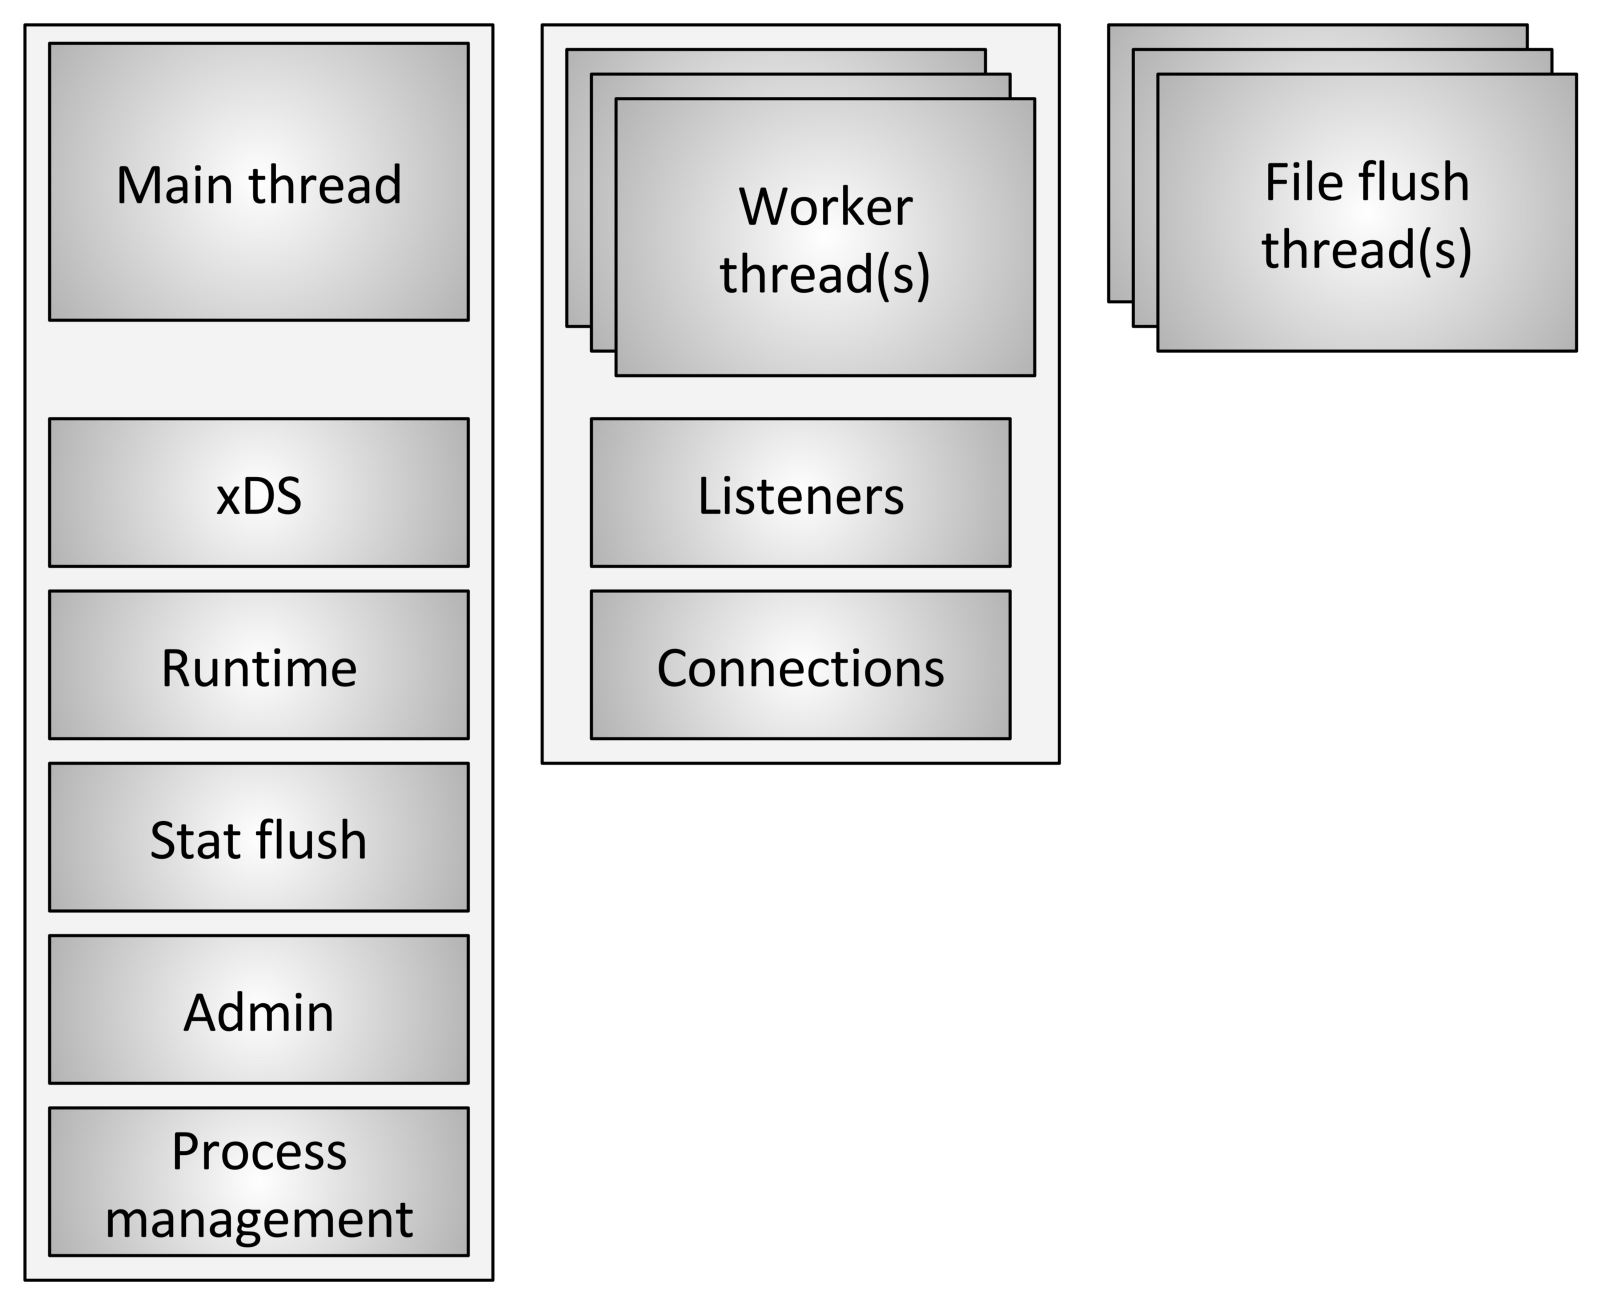 Main thread
xDS
Runtime
Stat flush
Admin
Process
management
Worker
thread(s)
Listeners
Connections
File flush
thread(s)